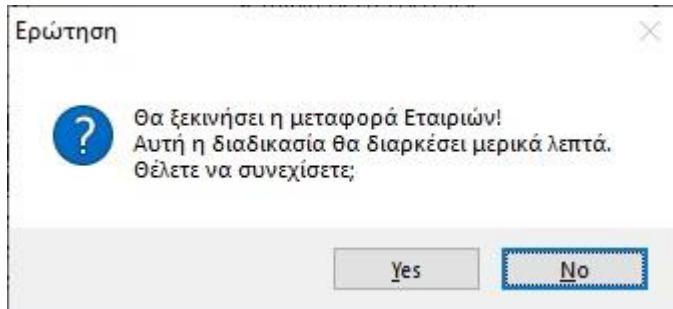 Ερώτηση
Θα ξεκινήσει η μεταφορά Εταιριών!
Αυτή η διαδικασία θα διαρκέσει μερικά λεπτά.
Θέλετε να συνεχίσετε;
Yes No